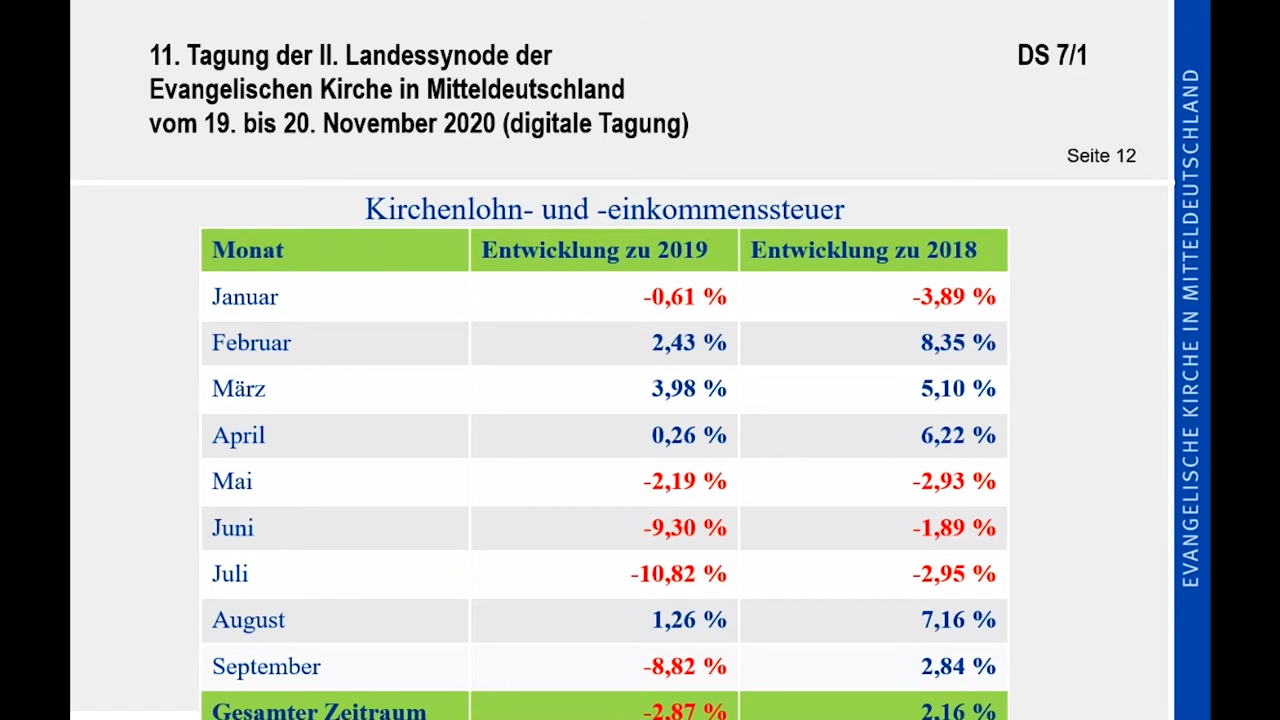 11. Tagung der II. Landessynode der
Evangelischen Kirche in Mitteldeutschland
vom 19. bis 20. November 2020 (digitale Tagung)
DS 7/1
Seite 12
Kirchenlohn- und -einkommenssteuer
Monat Entwicklung zu 2019 Entwicklung zu 2018
Januar -0,61 % -3,89 %
Februar 2,43 % 8,35 %
März 3,98 % 5,10 %
April 0,26 % 6,22 %
Mai -2,19 % -2,93 %
Juni -9,30 % -1,89 %
Juli -10,82 % -2,95 %
August 1,26 % 7,16 %
September -8,82 % 2,84 %
Gesamter Zeitraum -2,87 % 2,16 %
EVANGELISCHE KIRCHE IN MITTELDEUTSCHLAND